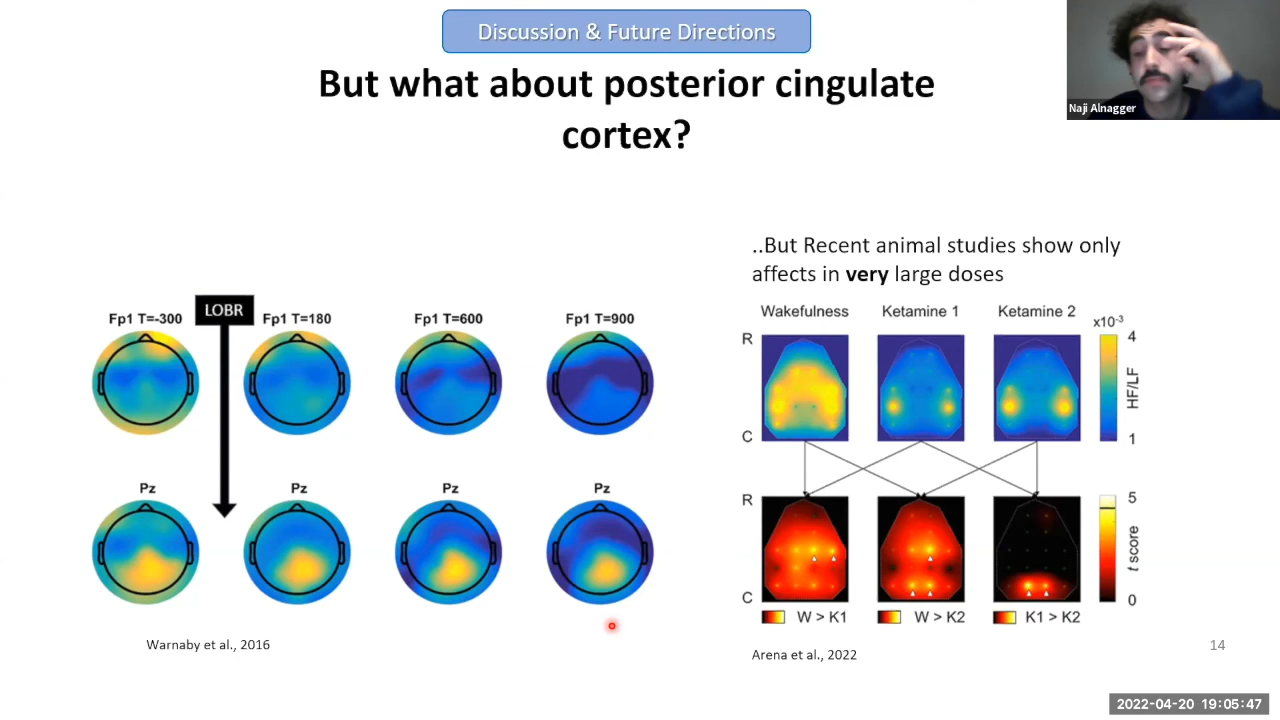 Discussion & Future Directions
But what about posterior cingulate
cortex?
Naji Alnagger
..But Recent animal studies show only
affects in very large doses
LOBR
Fp1 T=-300
Fp1 T=180
Fp1 T=600
Fp1 T=900
Pz
Pz
Pz
Pz
Warnaby et al., 2016
Wakefulness
Ketamine 1
Ketamine 2
x10-3
R
C
4
HF/LF
1
R
C
5
t score
0
W > K1
W > K2
K1 > K2
Arena et al., 2022
14
2022-04-20 19:05:47